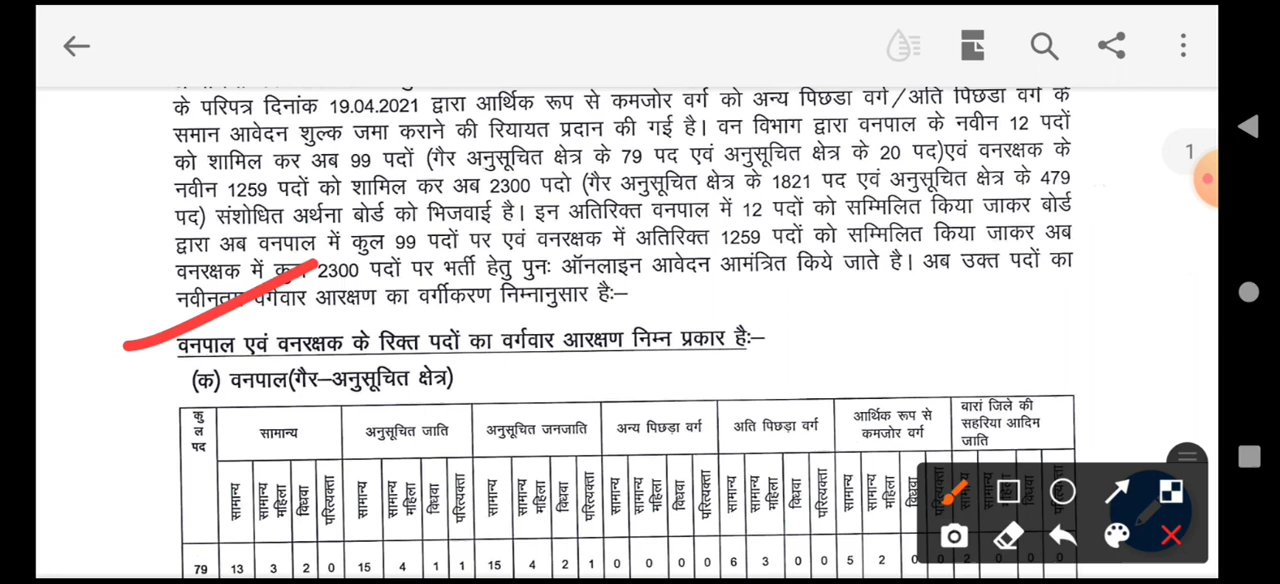 के परिपत्र दिनांक 19.04.2021 द्वारा आर्थिक रूप से कमजोर वर्ग को अन्य पिछडा वर्ग/अति पिछडा वर्ग के
समान आवेदन शुल्क जमा कराने की रियायत प्रदान की गई है। वन विभाग द्वारा वनपाल के नवीन 12 पदों
को शामिल कर अब 99 पदों (गैर अनुसूचित क्षेत्र के 79 पद एवं अनुसूचित क्षेत्र के 20 पद)एवं वनरक्षक के
नवीन 1259 पदों को शामिल कर अब 2300 पदो (गैर अनुसूचित क्षेत्र के 1821 पद एवं अनुसूचित क्षेत्र के 479
पद) संशोधित अर्थना बोर्ड को भिजवाई है। इन अतिरिक्त वनपाल में 12 पदों को सम्मिलित किया जाकर बोर्ड
द्वारा अब वनपाल में कुल 99 पदों पर एवं वनरक्षक में अतिरिक्त 1259 पदों को सम्मिलित किया जाकर अब
वनरक्षक में कुल 2300 पदों पर भर्ती हेतु पुनः ऑनलाइन आवेदन आमंत्रित किये जाते है। अब उक्त पदों का
नवीनतम वर्गवार आरक्षण का वर्गीकरण निम्नानुसार हैः–
वनपाल एवं वनरक्षक के रिक्त पदों का वर्गवार आरक्षण निम्न प्रकार हैः–
(क) वनपाल(गैर–अनुसूचित क्षेत्र)
कुल पद सामान्य अनुसूचित जाति अनुसूचित जनजाति अन्य पिछड़ा वर्ग अति पिछड़ा वर्ग आर्थिक रूप से कमजोर वर्ग बारां जिले की सहरिया आदिम जाति
सामान्य सामान्य महिला विधवा परित्यक्ता सामान्य सामान्य महिला विधवा परित्यक्ता सामान्य सामान्य महिला विधवा परित्यक्ता सामान्य सामान्य महिला विधवा परित्यक्ता सामान्य सामान्य महिला विधवा परित्यक्ता सामान्य सामान्य महिला
79 13 3 2 0 15 4 1 1 15 4 2 1 0 0 0 0 6 3 0 0 5 2 0 0 2 0 0 0
1